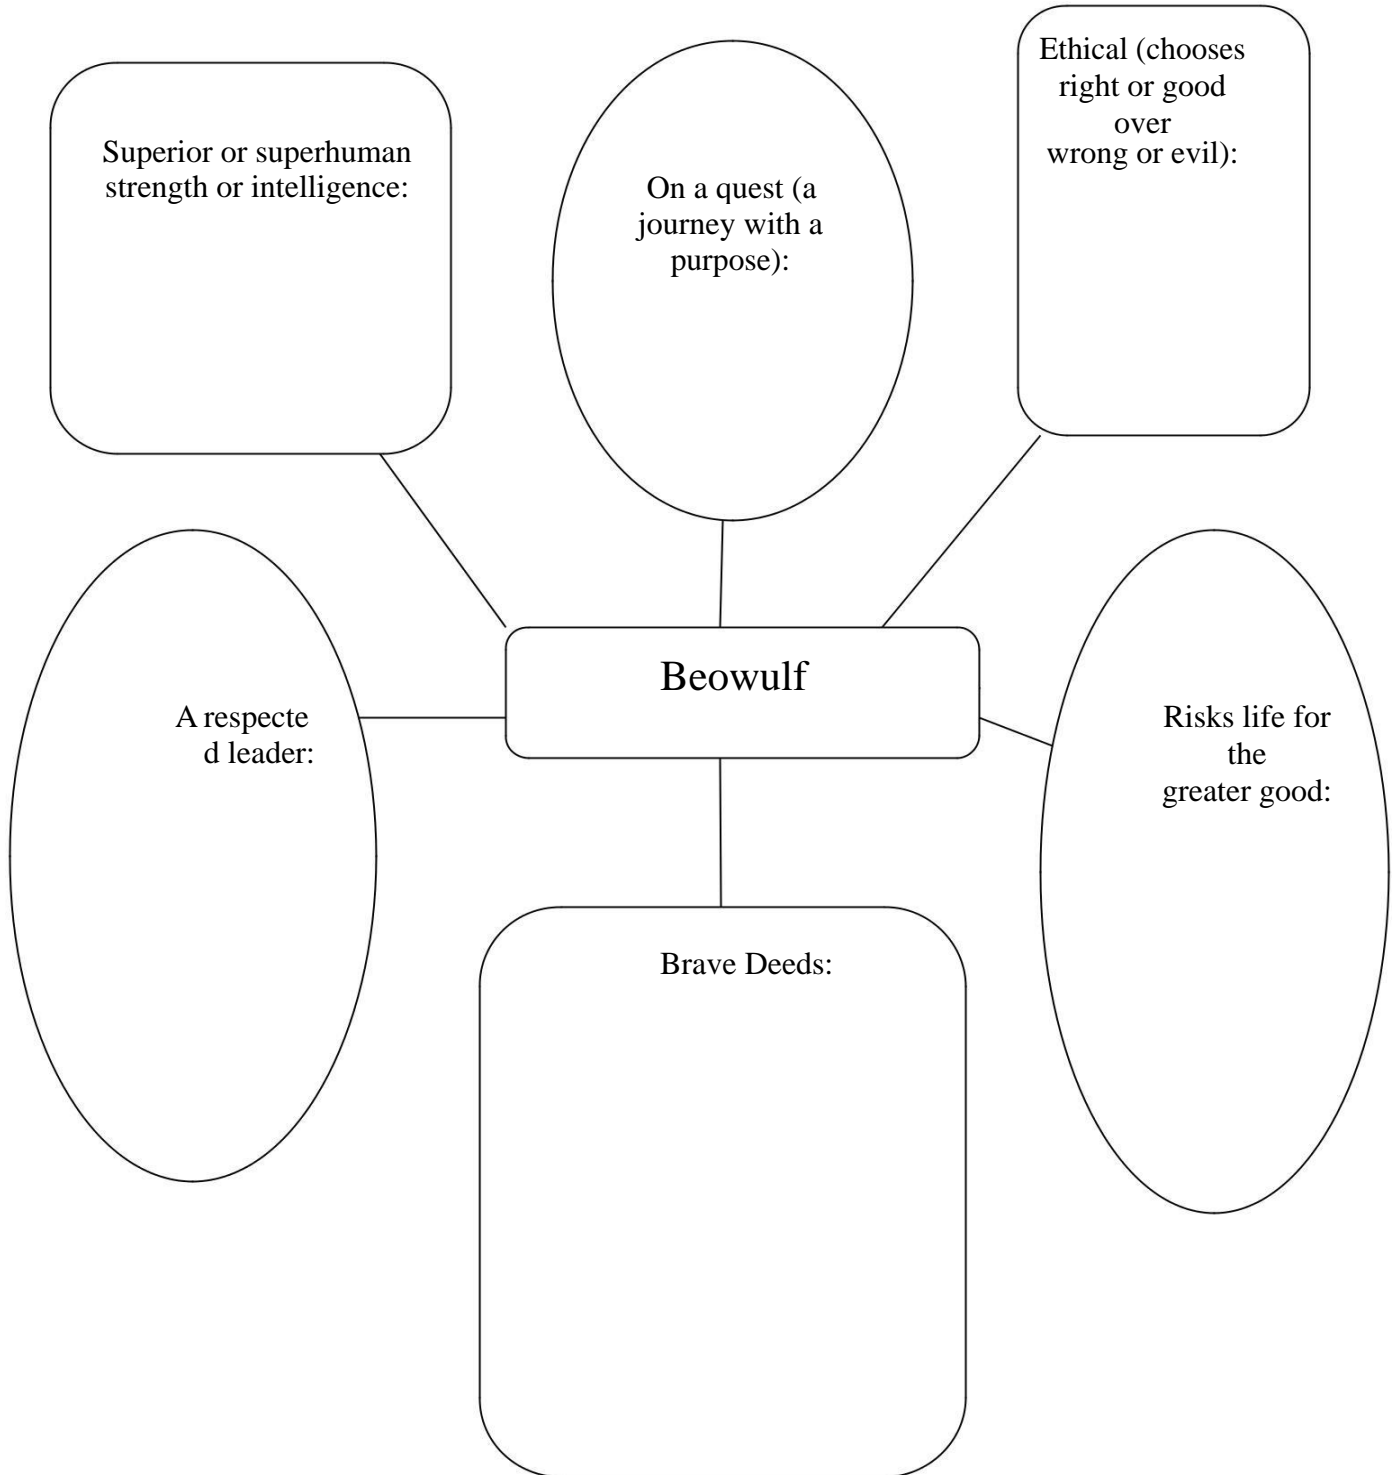 Superior or superhuman
strength or intelligence:
On a quest (a
journey with a
purpose):
Ethical (chooses
right or good
over
wrong or evil):
Beowulf
A respecte
d leader:
Risks life for
the
greater good:
Brave Deeds: